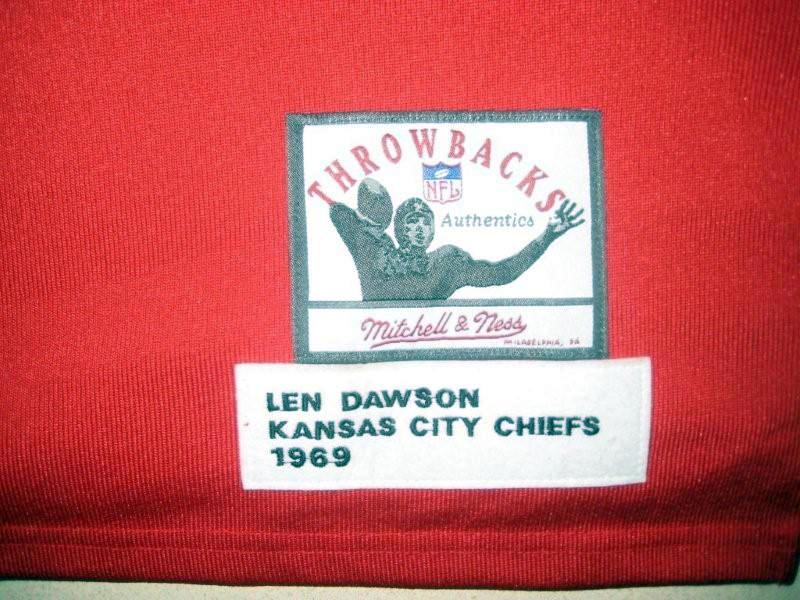 THROWBACKS
NFL
Authentics
Mitchell & Ness
PHILADELPHIA, PA
LEN DAWSON
KANSAS CITY CHIEFS
1969